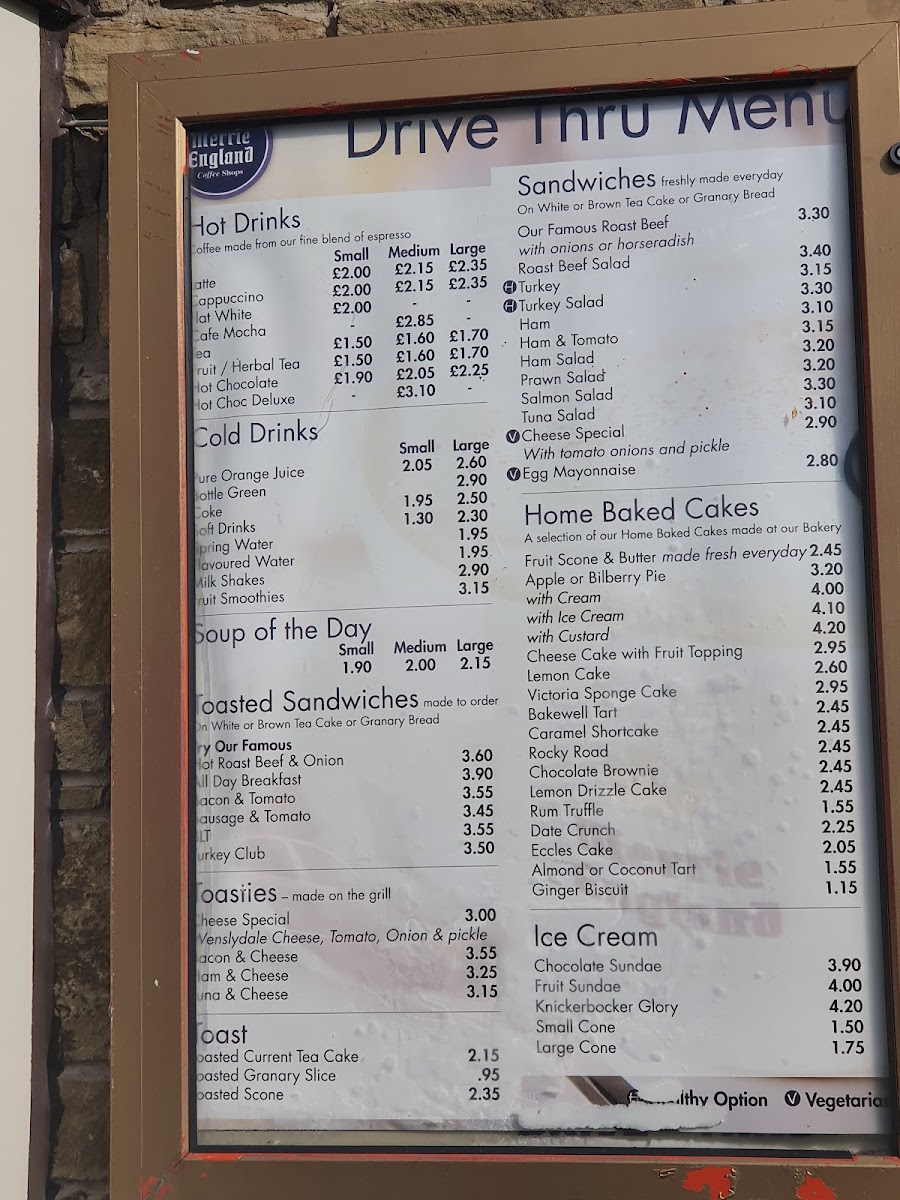 Merrie
England
Coffee Shops
Drive Thru Menu
Hot Drinks
Coffee made from our fine blend of espresso
Small Medium Large
atte £2.00 £2.15 £2.35
Cappuccino £2.00 £2.15 £2.35
lat White £2.00 - -
Cafe Mocha - £2.85 -
ea £1.50 £1.60 £1.70
ruit / Herbal Tea £1.50 £1.60 £1.70
Hot Chocolate £1.90 £2.05 £2.25
Hot Choc Deluxe - £3.10 -
Cold Drinks
Small Large
ure Orange Juice 2.05 2.60
ottle Green 2.90
Coke 1.95 2.50
oft Drinks 1.30 2.30
pring Water 1.95
lavoured Water 1.95
Milk Shakes 2.90
ruit Smoothies 3.15
Soup of the Day
Small Medium Large
1.90 2.00 2.15
Toasted Sandwiches made to order
On White or Brown Tea Cake or Granary Bread
ry Our Famous
Hot Roast Beef & Onion 3.60
All Day Breakfast 3.90
acon & Tomato 3.55
ausage & Tomato 3.45
BLT 3.55
urkey Club 3.50
Toasties – made on the grill
Cheese Special 3.00
Wenslydale Cheese, Tomato, Onion & pickle
acon & Cheese 3.55
Ham & Cheese 3.25
una & Cheese 3.15
Toast
oasted Current Tea Cake 2.15
oasted Granary Slice .95
oasted Scone 2.35
Sandwiches freshly made everyday
On White or Brown Tea Cake or Granary Bread
Our Famous Roast Beef 3.30
with onions or horseradish
Roast Beef Salad 3.40
H Turkey 3.15
H Turkey Salad 3.30
Ham 3.10
Ham & Tomato 3.15
Ham Salad 3.20
Prawn Salad 3.20
Salmon Salad 3.30
Tuna Salad 3.10
V Cheese Special 2.90
With tomato onions and pickle
V Egg Mayonnaise 2.80
Home Baked Cakes
A selection of our Home Baked Cakes made at our Bakery
Fruit Scone & Butter made fresh everyday 2.45
Apple or Bilberry Pie 3.20
with Cream 4.00
with Ice Cream 4.10
with Custard 4.20
Cheese Cake with Fruit Topping 2.95
Lemon Cake 2.60
Victoria Sponge Cake 2.95
Bakewell Tart 2.45
Caramel Shortcake 2.45
Rocky Road 2.45
Chocolate Brownie 2.45
Lemon Drizzle Cake 2.45
Rum Truffle 1.55
Date Crunch 2.25
Eccles Cake 2.05
Almond or Coconut Tart 1.55
Ginger Biscuit 1.15
Ice Cream
Chocolate Sundae 3.90
Fruit Sundae 4.00
Knickerbocker Glory 4.20
Small Cone 1.50
Large Cone 1.75
lthy Option V Vegetaria